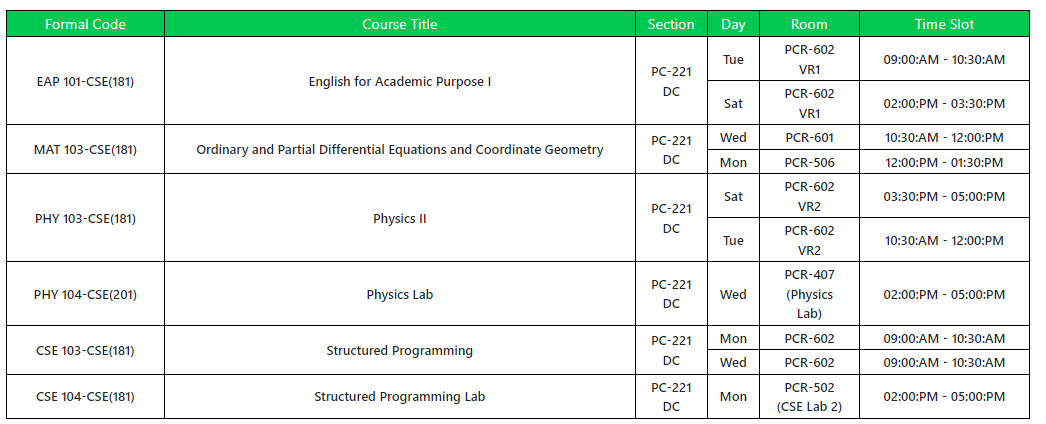 Formal Code Course Title Section Day Room Time Slot
EAP 101-CSE(181) English for Academic Purpose I PC-221
DC
Tue PCR-602
VR1
09:00:AM - 10:30:AM
Sat PCR-602
VR1
02:00:PM - 03:30:PM
MAT 103-CSE(181) Ordinary and Partial Differential Equations and Coordinate Geometry PC-221
DC
Wed PCR-601 10:30:AM - 12:00:PM
Mon PCR-506 12:00:PM - 01:30:PM
PHY 103-CSE(181) Physics II PC-221
DC
Sat PCR-602
VR2
03:30:PM - 05:00:PM
Tue PCR-602
VR2
10:30:AM - 12:00:PM
PHY 104-CSE(201) Physics Lab PC-221
DC
Wed PCR-407
(Physics
Lab)
02:00:PM - 05:00:PM
CSE 103-CSE(181) Structured Programming PC-221
DC
Mon PCR-602 09:00:AM - 10:30:AM
Wed PCR-602 09:00:AM - 10:30:AM
CSE 104-CSE(181) Structured Programming Lab PC-221
DC
Mon PCR-502
(CSE Lab 2)
02:00:PM - 05:00:PM